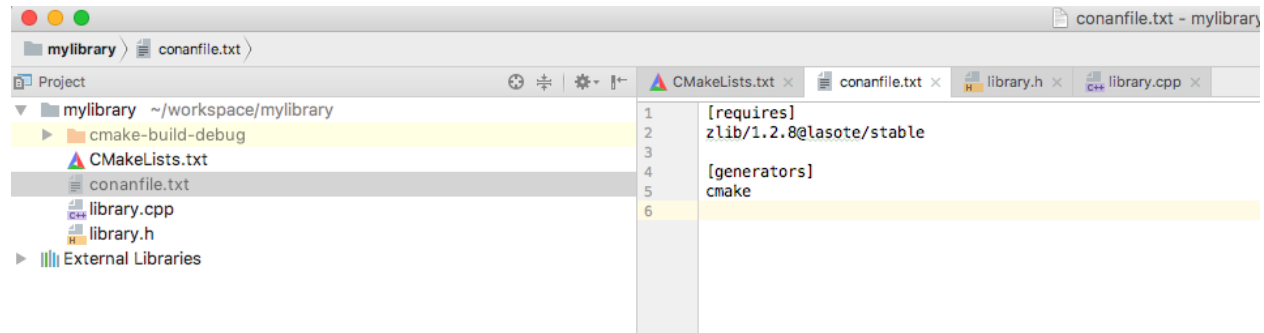 conanfile.txt - mylibrary
mylibrary conanfile.txt
Project
CMakeLists.txt conanfile.txt library.h library.cpp
mylibrary ~/workspace/mylibrary
cmake-build-debug
CMakeLists.txt
conanfile.txt
C++ library.cpp
H library.h
External Libraries
1 [requires]
2 zlib/1.2.8@lasote/stable
3
4 [generators]
5 cmake
6